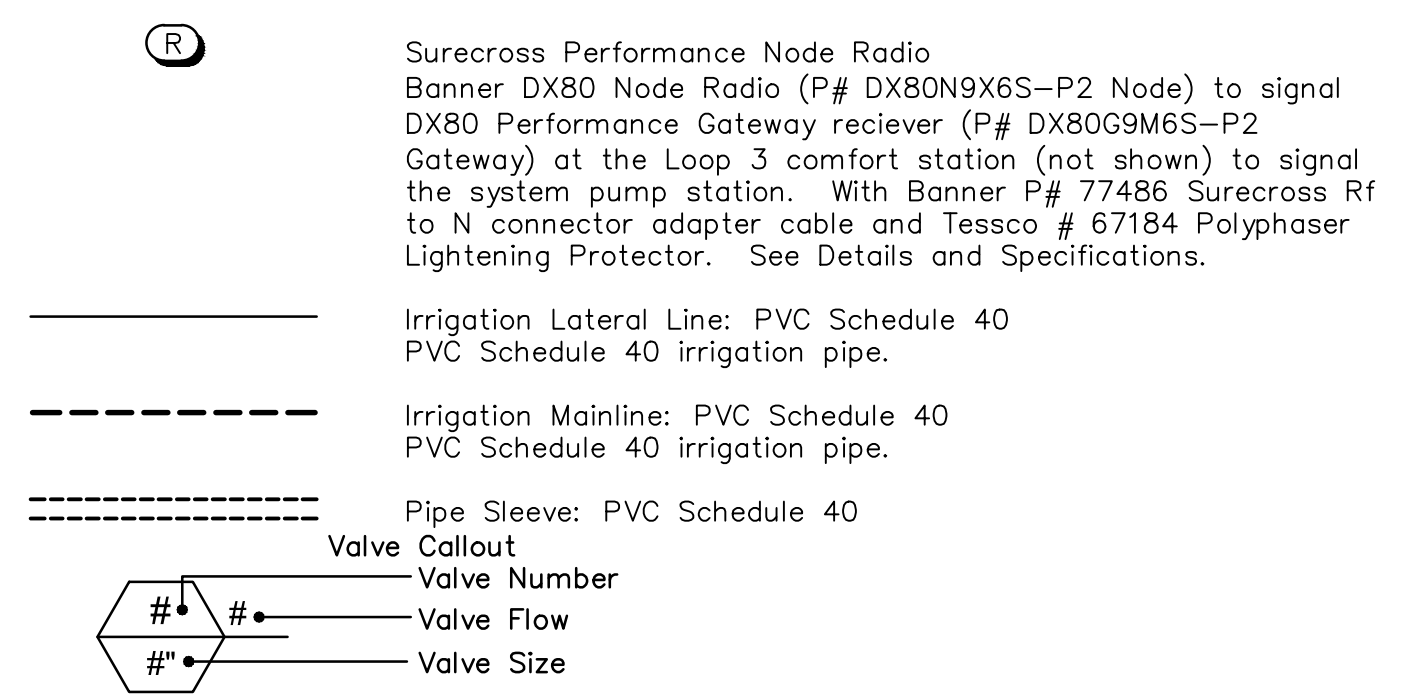 R
Surecross Performance Node Radio
Banner DX80 Node Radio (P# DX80N9X6S-P2 Node) to signal
DX80 Performance Gateway reciever (P# DX80G9M6S-P2
Gateway) at the Loop 3 comfort station (not shown) to signal
the system pump station.  With Banner P# 77486 Surecross Rf
to N connector adapter cable and Tessco # 67184 Polyphaser
Lightening Protector.  See Details and Specifications.
Irrigation Lateral Line: PVC Schedule 40
PVC Schedule 40 irrigation pipe.
Irrigation Mainline: PVC Schedule 40
PVC Schedule 40 irrigation pipe.
Pipe Sleeve: PVC Schedule 40
Valve Callout
Valve Number
# # Valve Flow
#" Valve Size